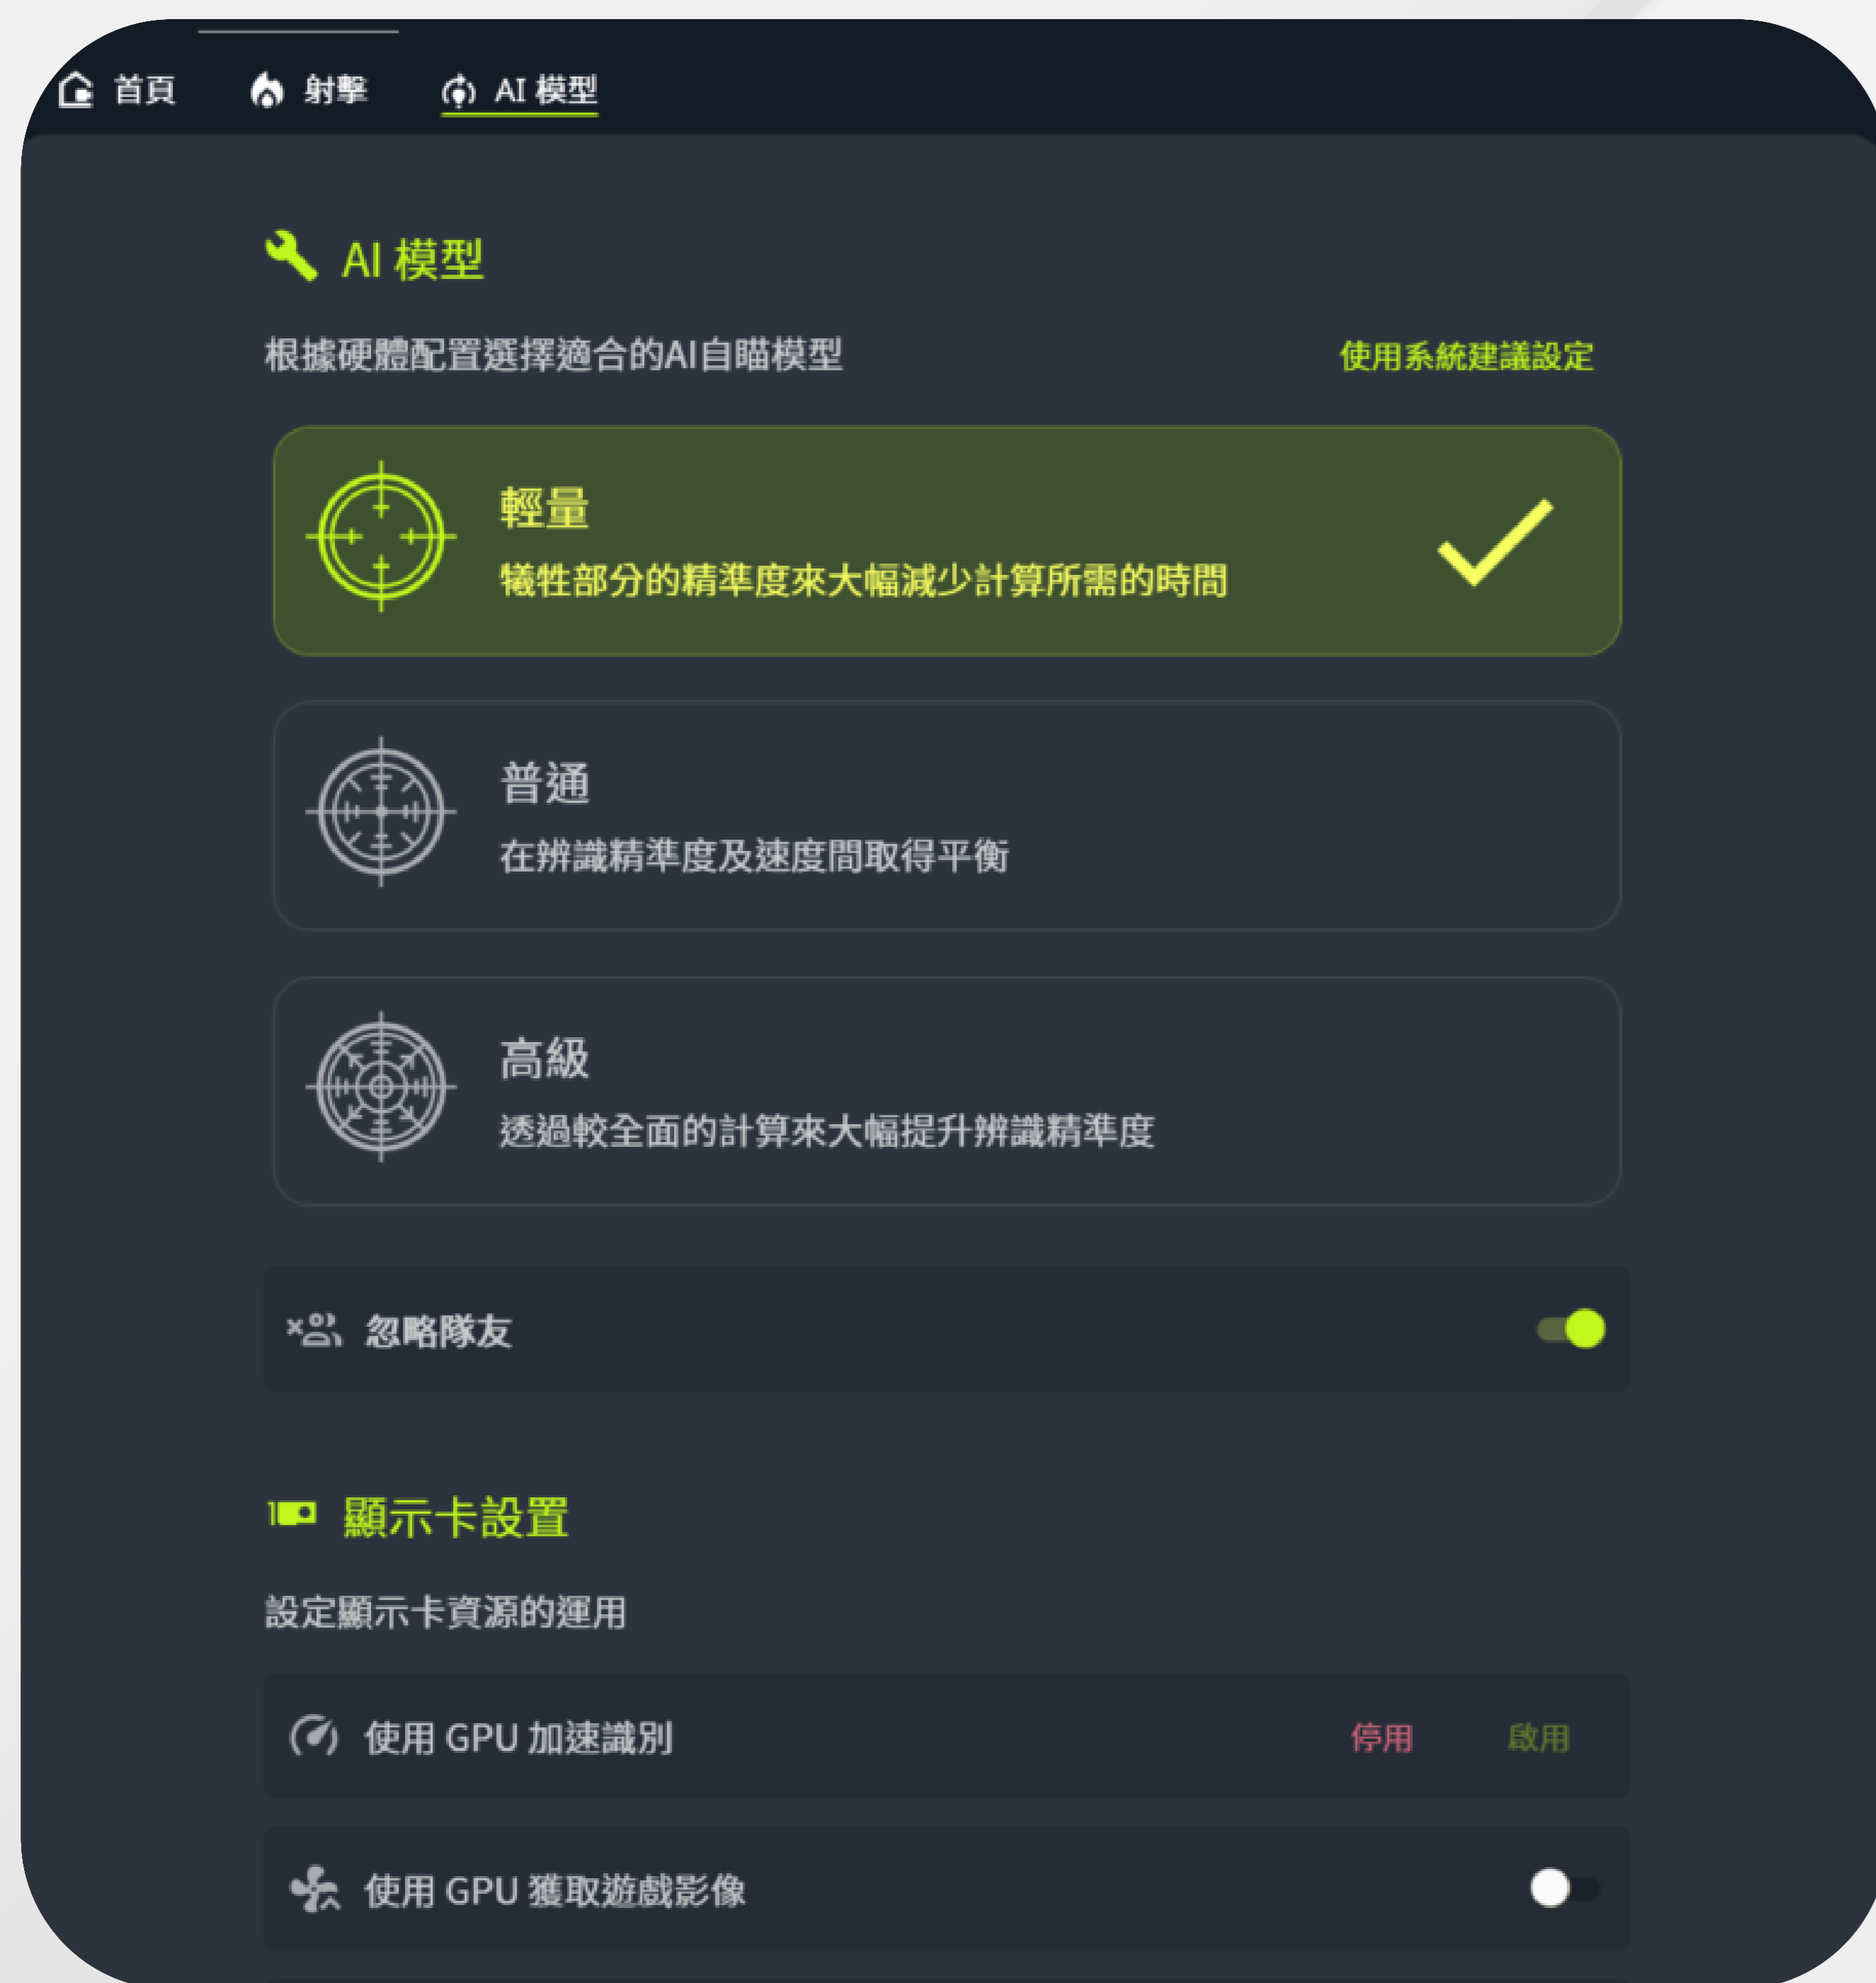 首頁 射擊 AI 模型
AI 模型
根據硬體配置選擇適合的AI自瞄模型 使用系統建議設定
輕量
犧牲部分的精準度來大幅減少計算所需的時間
普通
在辨識精準度及速度間取得平衡
高級
透過較全面的計算來大幅提升辨識精準度
忽略隊友
顯示卡設置
設定顯示卡資源的運用
使用 GPU 加速識別 停用 啟用
使用 GPU 獲取遊戲影像